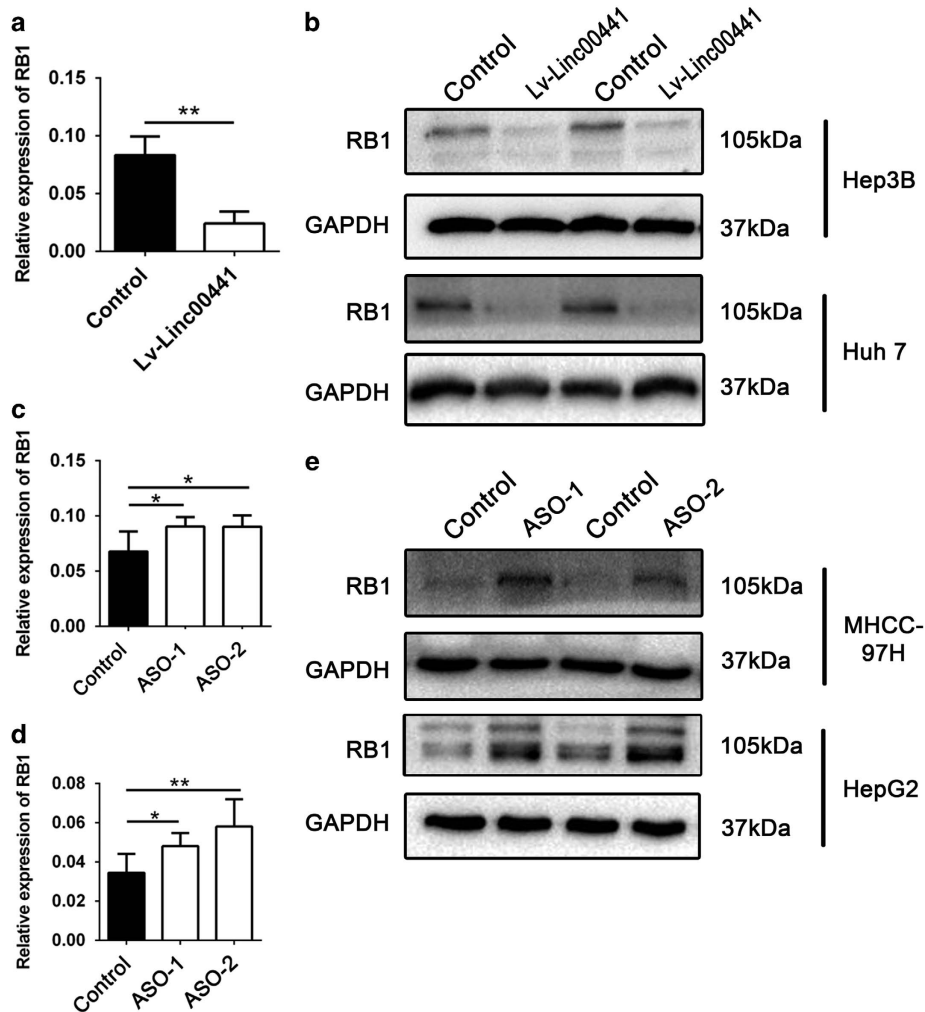 a
Relative expression of RB1
0.15
0.10
0.05
0.00
**
Control
Lv-Linc00441
b
Control
Lv-Linc00441
Control
Lv-Linc00441
RB1
105kDa
GAPDH
37kDa
Hep3B
RB1
105kDa
GAPDH
37kDa
Huh 7
c
Relative expression of RB1
0.15
0.10
0.05
0.00
*
*
Control
ASO-1
ASO-2
d
Relative expression of RB1
0.08
0.06
0.04
0.02
0.00
**
*
Control
ASO-1
ASO-2
e
Control
ASO-1
Control
ASO-2
RB1
105kDa
GAPDH
37kDa
MHCC-
97H
RB1
105kDa
GAPDH
37kDa
HepG2